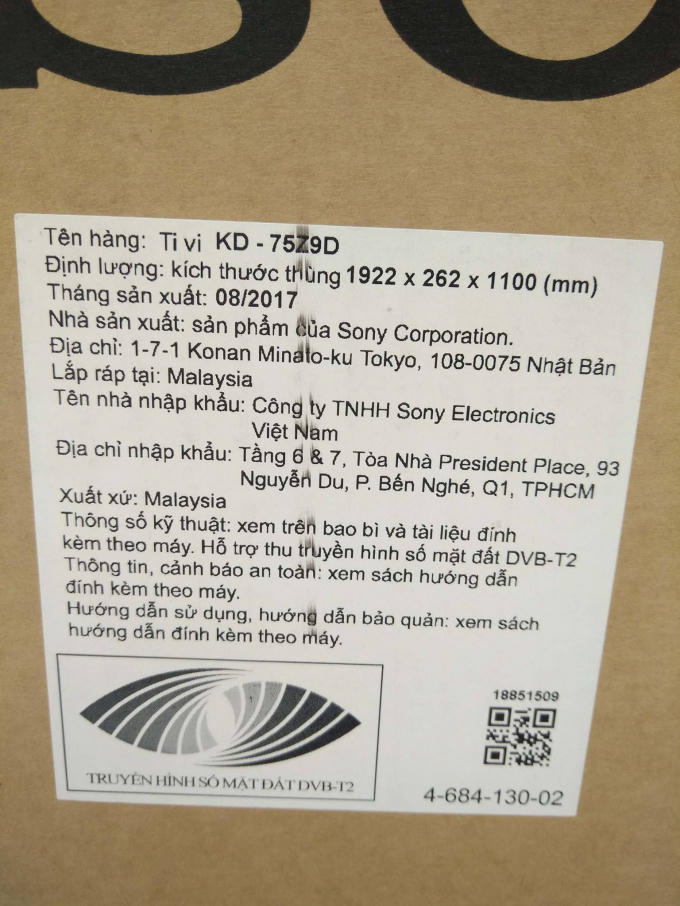 Tên hàng: Ti vi KD - 75Z9D
Định lượng: kích thước thùng 1922 x 262 x 1100 (mm)
Tháng sản xuất: 08/2017
Nhà sản xuất: sản phẩm của Sony Corporation.
Địa chỉ: 1-7-1 Konan Minato-ku Tokyo, 108-0075 Nhật Bản
Lắp ráp tại: Malaysia
Tên nhà nhập khẩu: Công ty TNHH Sony Electronics
Việt Nam
Địa chỉ nhập khẩu: Tầng 6 & 7, Tòa Nhà President Place, 93
Nguyễn Du, P. Bến Nghé, Q1, TPHCM
Xuất xứ: Malaysia
Thông số kỹ thuật: xem trên bao bì và tài liệu đính
kèm theo máy. Hỗ trợ thu truyền hình số mặt đất DVB-T2
Thông tin, cảnh báo an toàn: xem sách hướng dẫn
đính kèm theo máy.
Hướng dẫn sử dụng, hướng dẫn bảo quản: xem sách
hướng dẫn đính kèm theo máy.
18851509
TRUYỀN HÌNH SỐ MẶT ĐẤT DVB-T2
4-684-130-02